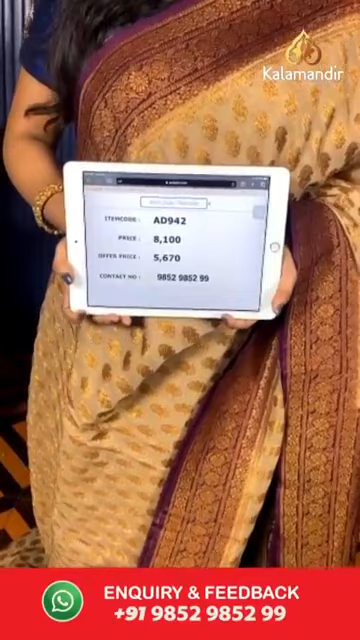 Kalamandir
ITEMCODE : AD942
PRICE : 8,100
OFFER PRICE : 5,670
CONTACT NO : 9852 9852 99
ENQUIRY & FEEDBACK
+91 9852 9852 99